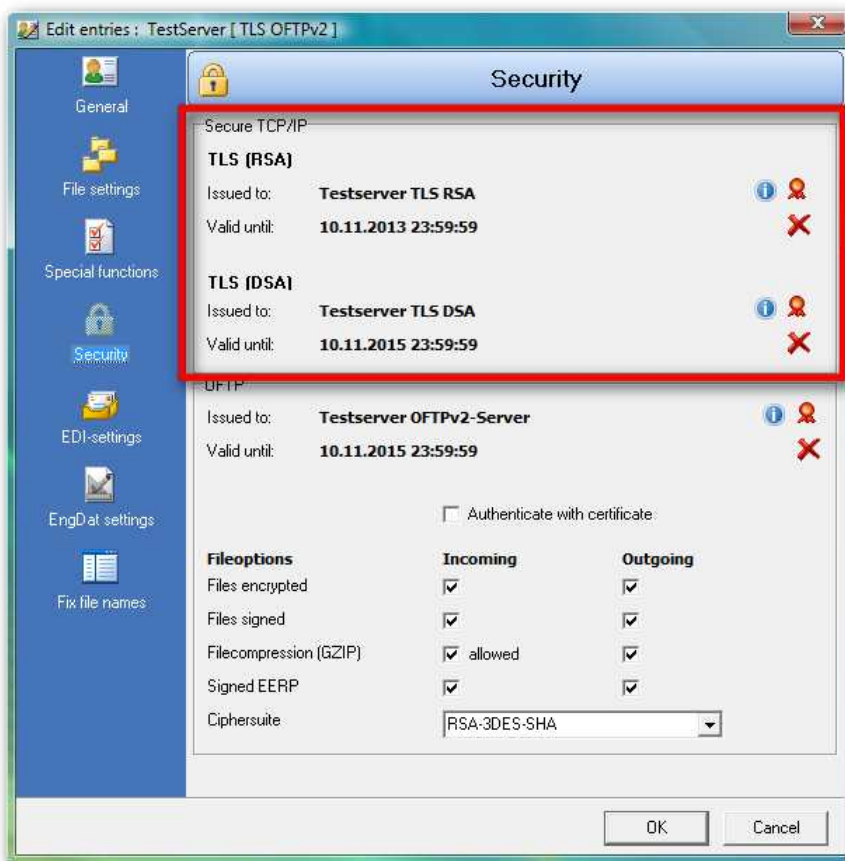 Edit entries : TestServer [ TLS OFTPv2 ]
General
File settings
Special functions
Security
EDI-settings
EngDat settings
Fix file names
Security
Secure TCP/IP
TLS (RSA)
Issued to: Testserver TLS RSA
Valid until: 10.11.2013 23:59:59
TLS (DSA)
Issued to: Testserver TLS DSA
Valid until: 10.11.2015 23:59:59
OFTP
Issued to: Testserver OFTPv2-Server
Valid until: 10.11.2015 23:59:59
Authenticate with certificate
Fileoptions Incoming Outgoing
Files encrypted
Files signed
Filecompression (GZIP) allowed
Signed EERP
Ciphersuite RSA-3DES-SHA
OK Cancel